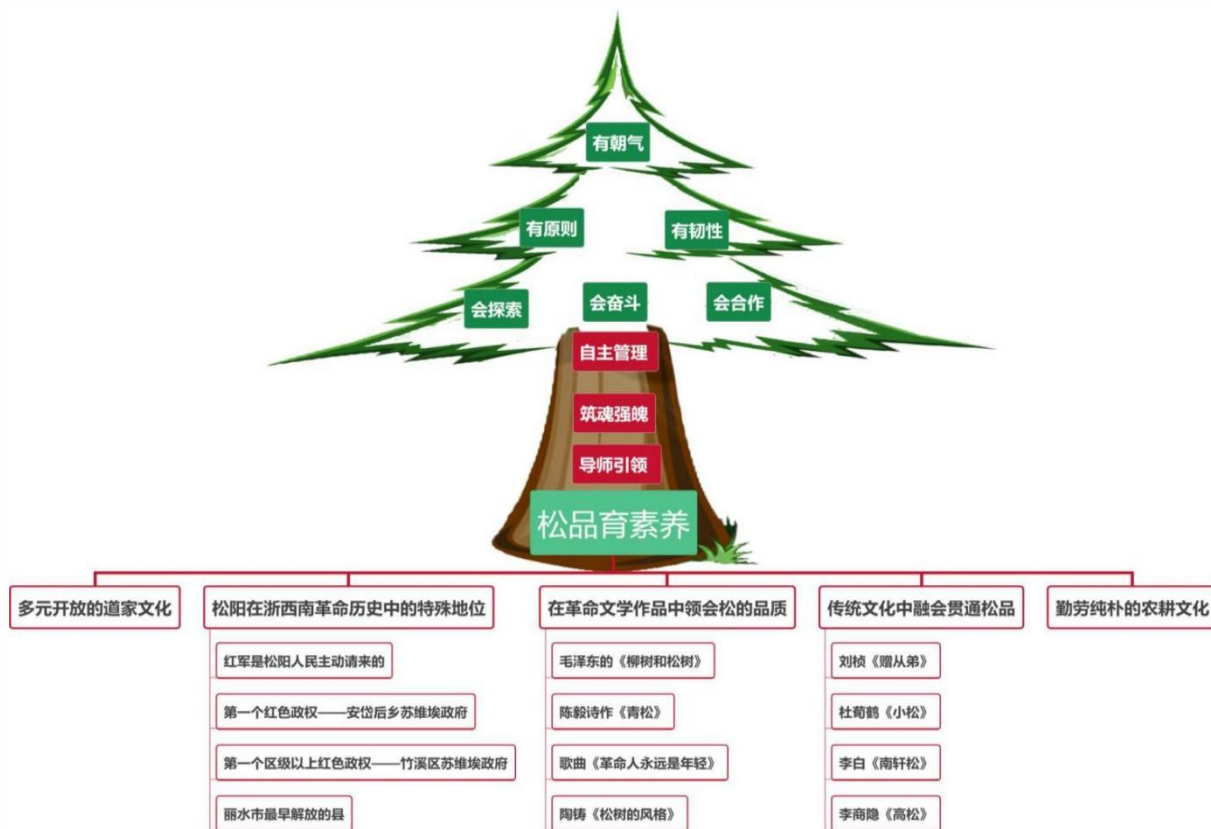 有朝气
有原则
有韧性
会探索
会奋斗
会合作
自主管理
筑魂强魄
导师引领
松品育素养
多元开放的道家文化
松阳在浙西南革命历史中的特殊地位
红军是松阳人民主动请来的
第一个红色政权——安岱后乡苏维埃政府
第一个区级以上红色政权——竹溪区苏维埃政府
丽水市最早解放的县
在革命文学作品中领会松的品质
毛泽东的《柳树和松树》
陈毅诗作《青松》
歌曲《革命人永远是年轻》
陶铸《松树的风格》
传统文化中融会贯通松品
刘桢《赠从弟》
杜荀鹤《小松》
李白《南轩松》
李商隐《高松》
勤劳纯朴的农耕文化